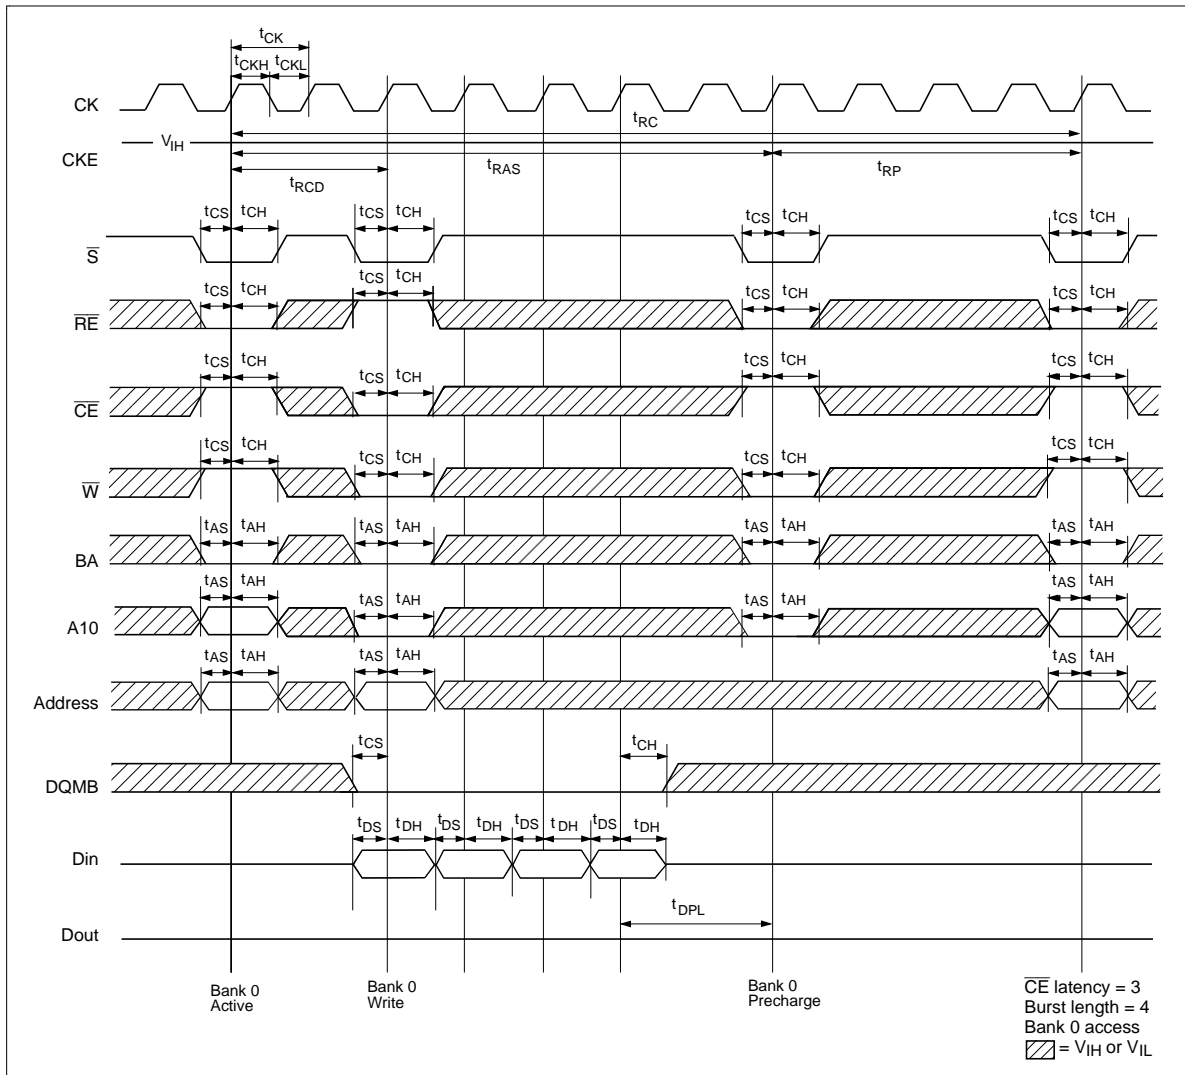 tCK
tCKH tCKL
CK
tRC
VIH
CKE
tRAS tRP
tRCD
tCS tCH tCS tCH tCS tCH tCS tCH
S
tCS tCH tCS tCH tCS tCH tCS tCH
RE
tCS tCH tCS tCH tCS tCH tCS tCH
CE
tCS tCH tCS tCH tCS tCH tCS tCH
W
tAS tAH tAS tAH tAS tAH tAS tAH
BA
tAS tAH tAS tAH tAS tAH tAS tAH
A10
tAS tAH tAS tAH tAS tAH
Address
tCS tCH
DQMB
tDS tDH tDS tDH tDS tDH tDS tDH
Din
tDPL
Dout
Bank 0
Active
Bank 0
Write
Bank 0
Precharge
CE latency = 3
Burst length = 4
Bank 0 access
= VIH or VIL